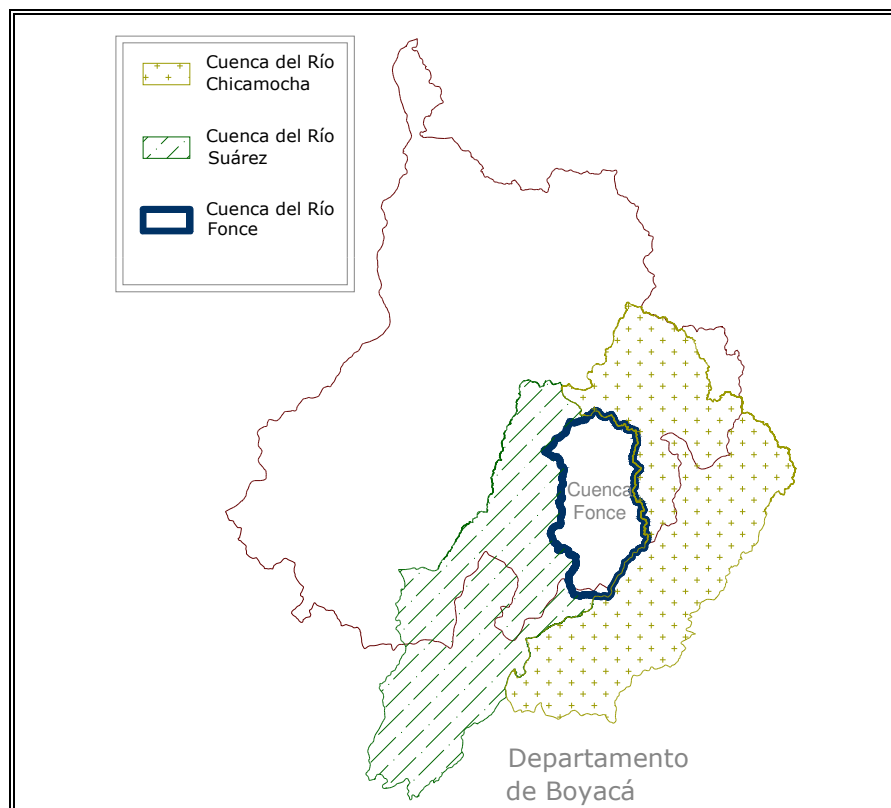 Cuenca del Río
Chicamocha
Cuenca del Río
Suárez
Cuenca del Río
Fonce
Cuenca
Fonce
Departamento
de Boyacá